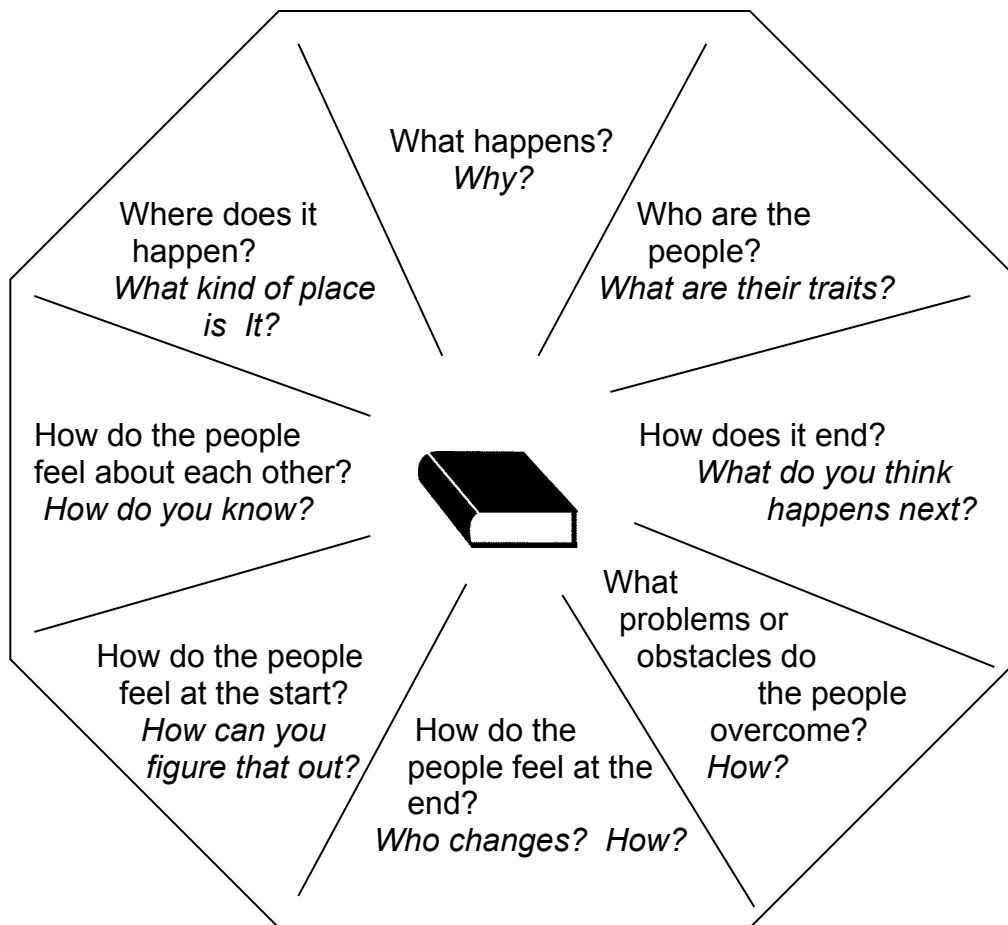 What happens?
Why?
Who are the
people?
What are their traits?
How does it end?
What do you think
happens next?
What
problems or
obstacles do
the people
overcome?
How?
How do the
people feel at the
end?
Who changes?  How?
How do the people
feel at the start?
How can you
figure that out?
How do the people
feel about each other?
How do you know?
Where does it
happen?
What kind of place
is  It?